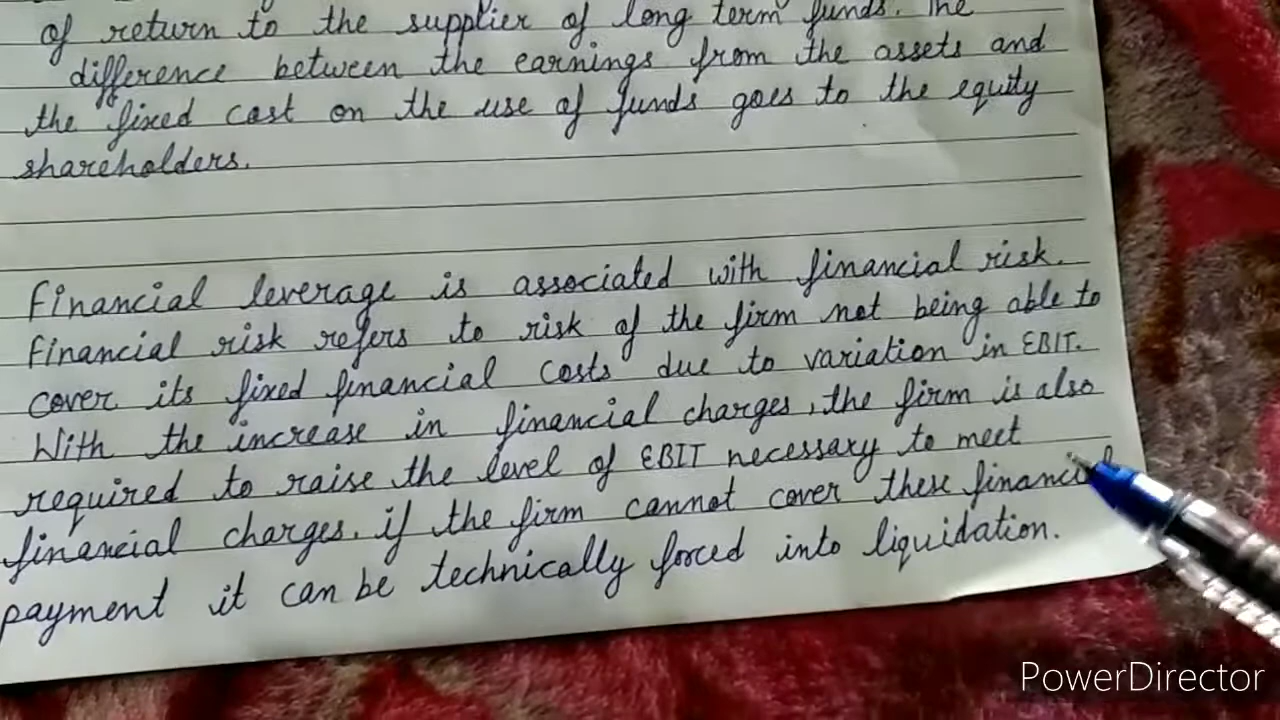 of return to the supplier of long term funds. The
difference between the earnings from the assets and
the fixed cost on the use of funds goes to the equity
shareholders.
Financial leverage is associated with financial risk.
Financial risk refers to risk of the firm not being able to
cover its fixed financial costs due to variation in EBIT.
With the increase in financial charges, the firm is also
required to raise the level of EBIT necessary to meet
financial charges. if the firm cannot cover these financial
payment it can be technically forced into liquidation.
PowerDirector